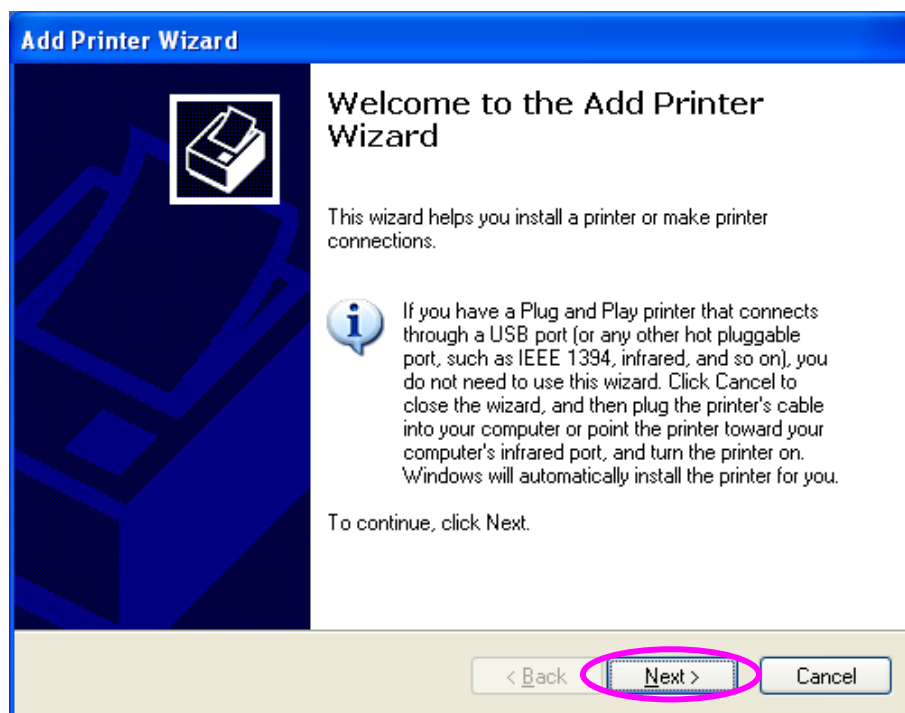 Add Printer Wizard
Welcome to the Add Printer
Wizard
This wizard helps you install a printer or make printer
connections.
If you have a Plug and Play printer that connects
through a USB port (or any other hot pluggable
port, such as IEEE 1394, infrared, and so on), you
do not need to use this wizard. Click Cancel to
close the wizard, and then plug the printer's cable
into your computer or point the printer toward your
computer's infrared port, and turn the printer on.
Windows will automatically install the printer for you.
To continue, click Next.
< Back Next > Cancel